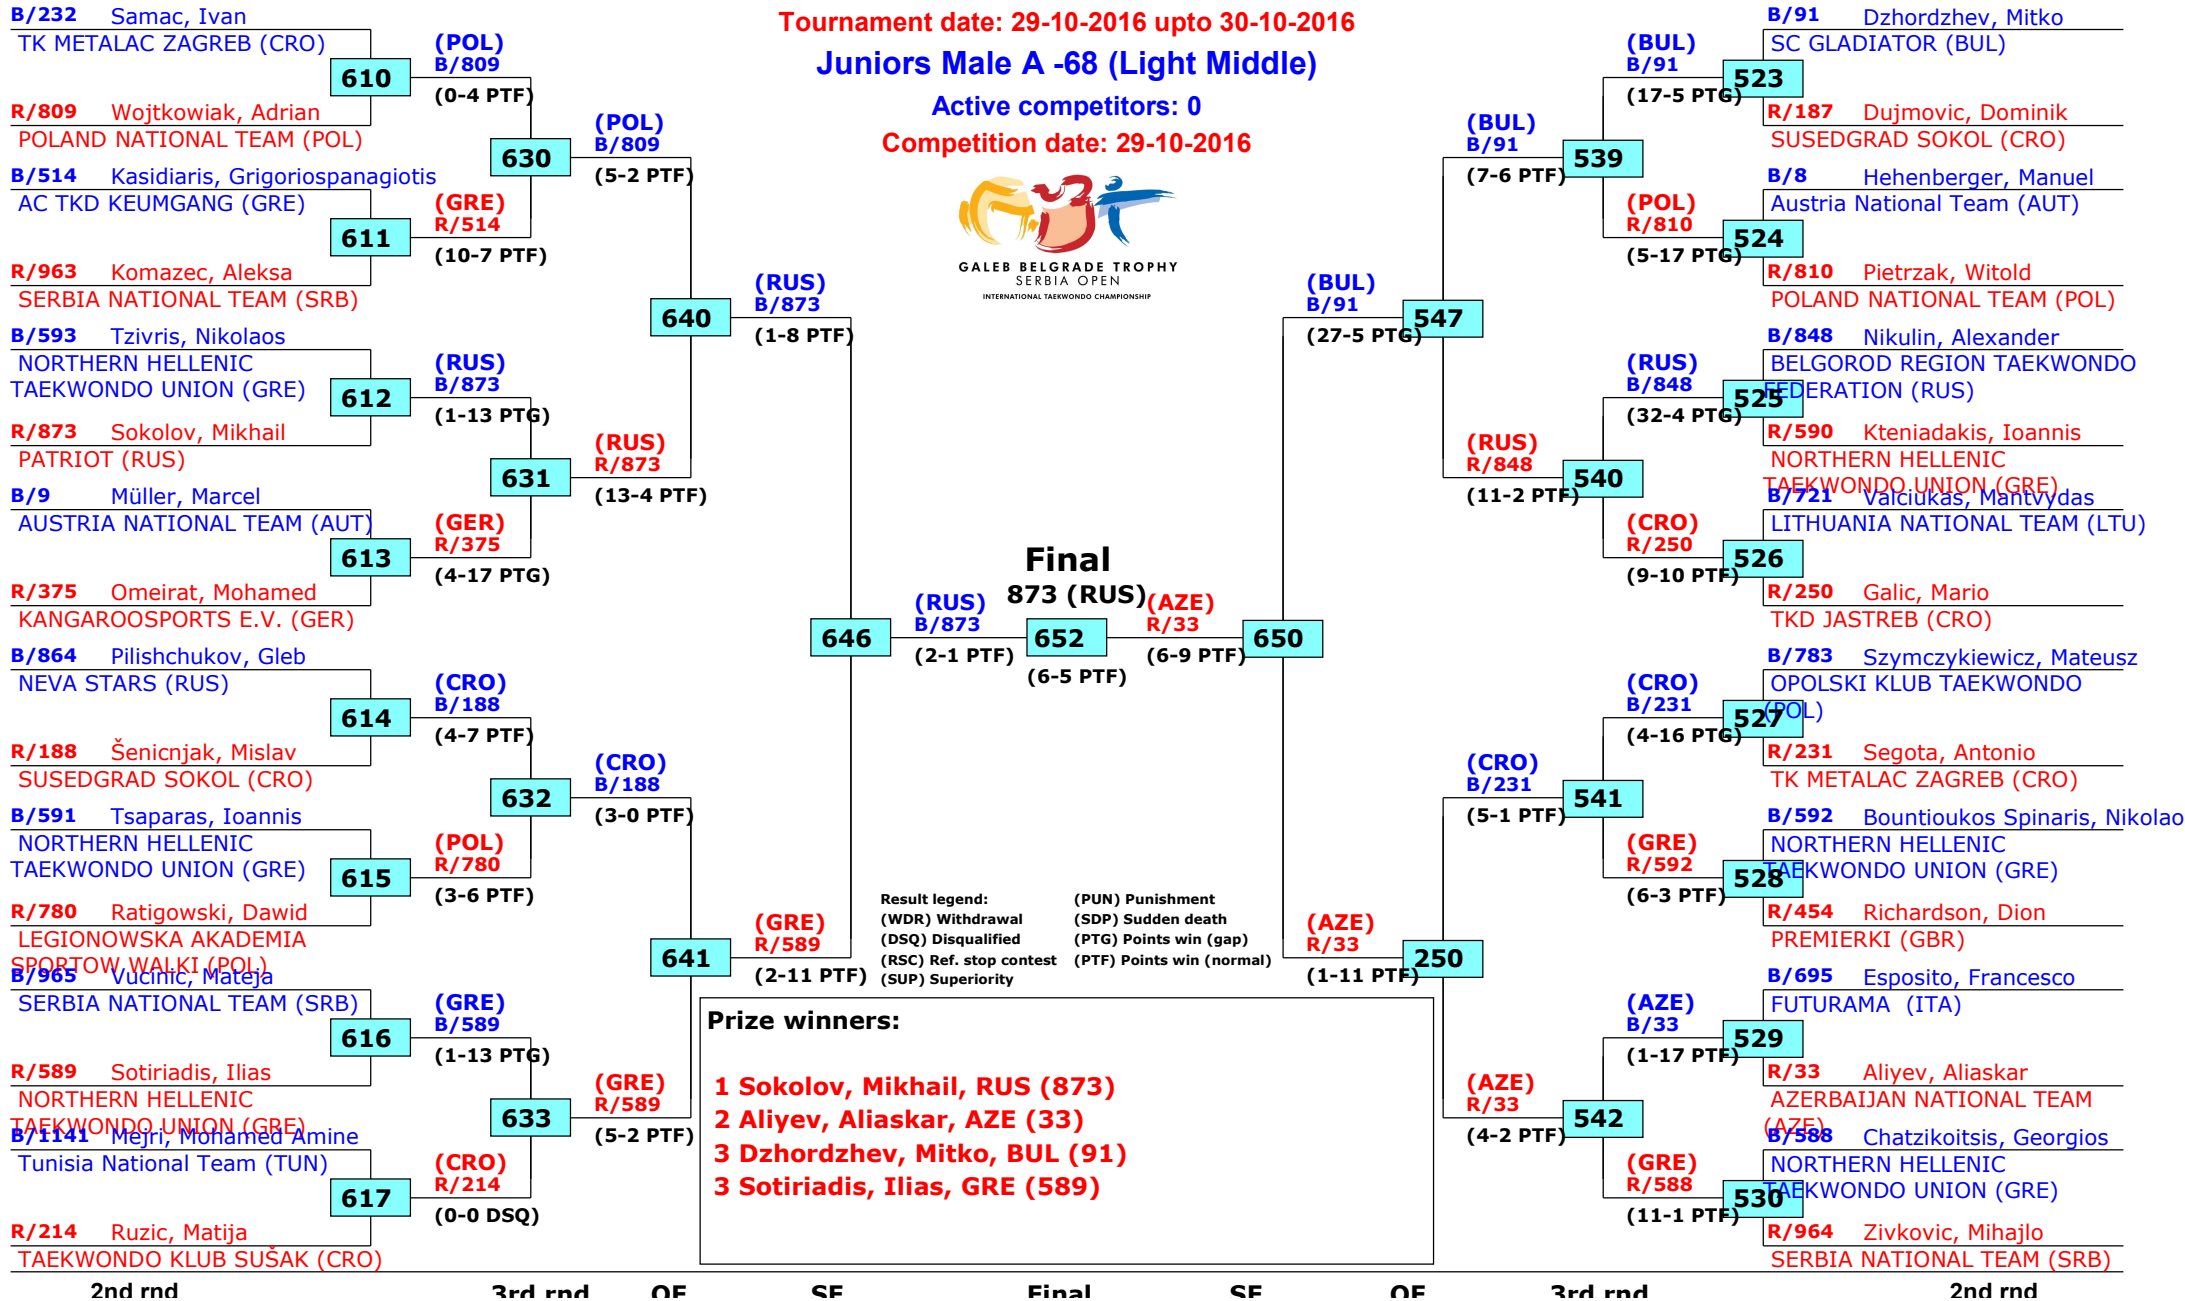 Tournament date: 29-10-2016 upto 30-10-2016
Juniors Male A -68 (Light Middle)
Active competitors: 0
Competition date: 29-10-2016
GALEB BELGRADE TROPHY
SERBIA OPEN
INTERNATIONAL TAEKWONDO CHAMPIONSHIP
B/232 Samac, Ivan
TK METALAC ZAGREB (CRO)
610
R/809 Wojtkowiak, Adrian
POLAND NATIONAL TEAM (POL)
B/514 Kasidiaris, Grigoriospanagiotis
AC TKD KEUMGANG (GRE)
611
R/963 Komazec, Aleksa
SERBIA NATIONAL TEAM (SRB)
B/593 Tzivris, Nikolaos
NORTHERN HELLENIC
TAEKWONDO UNION (GRE)
612
R/873 Sokolov, Mikhail
PATRIOT (RUS)
B/9 Müller, Marcel
AUSTRIA NATIONAL TEAM (AUT)
613
R/375 Omeirat, Mohamed
KANGAROOSPORTS E.V. (GER)
B/864 Pilishchukov, Gleb
NEVA STARS (RUS)
614
R/188 Šenicnjak, Mislav
SUSEDGRAD SOKOL (CRO)
B/591 Tsaparas, Ioannis
NORTHERN HELLENIC
TAEKWONDO UNION (GRE)
615
R/780 Ratigowski, Dawid
LEGIONOWSKA AKADEMIA
SPORTOW WALKI (POL)
B/965 Vucinic, Mateja
SERBIA NATIONAL TEAM (SRB)
616
R/589 Sotiriadis, Ilias
NORTHERN HELLENIC
TAEKWONDO UNION (GRE)
B/1141 Mejri, Mohamed Amine
Tunisia National Team (TUN)
617
R/214 Ruzic, Matija
TAEKWONDO KLUB SUŠAK (CRO)
(POL)
B/809
(0-4 PTF)
630
(GRE)
R/514
(10-7 PTF)
(RUS)
B/873
(1-13 PTG)
631
(GER)
R/375
(4-17 PTG)
(CRO)
B/188
(4-7 PTF)
632
(POL)
R/780
(3-6 PTF)
(GRE)
B/589
(1-13 PTG)
633
(CRO)
R/214
(0-0 DSQ)
(POL)
B/809
(5-2 PTF)
640
(RUS)
R/873
(13-4 PTF)
(CRO)
B/188
(3-0 PTF)
641
(GRE)
R/589
(5-2 PTF)
(RUS)
B/873
(1-8 PTF)
646
(GRE)
R/589
(2-11 PTF)
(RUS)
B/873
(2-1 PTF)
Final
873 (RUS)
652
(6-5 PTF)
(AZE)
R/33
(6-9 PTF)
650
(BUL)
B/91
(27-5 PTG)
547
(AZE)
R/33
(1-11 PTF)
250
(BUL)
B/91
(7-6 PTF)
539
(RUS)
R/848
(11-2 PTF)
540
(CRO)
B/231
(5-1 PTF)
541
(AZE)
R/33
(4-2 PTF)
542
(BUL)
B/91
(17-5 PTG)
523
(POL)
R/810
(5-17 PTG)
524
(RUS)
B/848
(32-4 PTG)
525
(CRO)
R/250
(9-10 PTF)
526
(CRO)
B/231
(4-16 PTG)
527
(GRE)
R/592
(6-3 PTF)
528
(AZE)
B/33
(1-17 PTF)
529
(GRE)
R/588
(11-1 PTF)
530
B/91 Dzhordzhev, Mitko
SC GLADIATOR (BUL)
R/187 Dujmovic, Dominik
SUSEDGRAD SOKOL (CRO)
B/8 Hehenberger, Manuel
Austria National Team (AUT)
R/810 Pietrzak, Witold
POLAND NATIONAL TEAM (POL)
B/848 Nikulin, Alexander
BELGOROD REGION TAEKWONDO
FEDERATION (RUS)
R/590 Kteniadakis, Ioannis
NORTHERN HELLENIC
TAEKWONDO UNION (GRE)
B/721 Valciukas, Mantvydas
LITHUANIA NATIONAL TEAM (LTU)
R/250 Galic, Mario
TKD JASTREB (CRO)
B/783 Szymczykiewicz, Mateusz
OPOLSKI KLUB TAEKWONDO
(POL)
R/231 Segota, Antonio
TK METALAC ZAGREB (CRO)
B/592 Bountioukos Spinaris, Nikolao
NORTHERN HELLENIC
TAEKWONDO UNION (GRE)
R/454 Richardson, Dion
PREMIERKI (GBR)
B/695 Esposito, Francesco
FUTURAMA (ITA)
R/33 Aliyev, Aliaskar
AZERBAIJAN NATIONAL TEAM
(AZE)
B/588 Chatzikoitsis, Georgios
NORTHERN HELLENIC
TAEKWONDO UNION (GRE)
R/964 Zivkovic, Mihajlo
SERBIA NATIONAL TEAM (SRB)
Result legend: (PUN) Punishment
(WDR) Withdrawal (SDP) Sudden death
(DSQ) Disqualified (PTG) Points win (gap)
(RSC) Ref. stop contest (PTF) Points win (normal)
(SUP) Superiority
Prize winners:
1 Sokolov, Mikhail, RUS (873)
2 Aliyev, Aliaskar, AZE (33)
3 Dzhordzhev, Mitko, BUL (91)
3 Sotiriadis, Ilias, GRE (589)
2nd rnd 3rd rnd QF SF Final SF QF 3rd rnd 2nd rnd